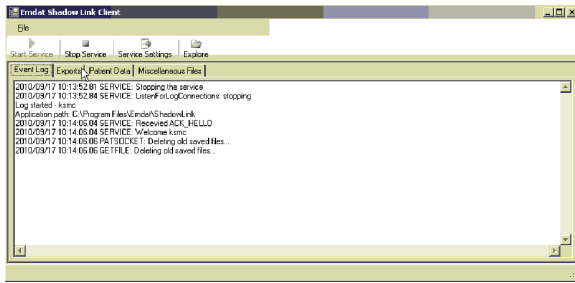 Emdat Shadow Link Client
File
Start Service Stop Service Service Settings Explore
Event Log Exports Patient Data Miscellaneous Files
2010/09/17 10:13:52.81 SERVICE: Stopping the service
2010/09/17 10:13:52.84 SERVICE: ListenForLogConnections: stopping
Log started - ksmc
Application path: C:\Program Files\Emdat\ShadowLink
2010/09/17 10:14:06.04 SERVICE: Recevied ACK_HELLO
2010/09/17 10:14:06.04 SERVICE: Welcome ksmc
2010/09/17 10:14:06.06 PATSOCKET: Deleting old saved files...
2010/09/17 10:14:06.06 GETFILE: Deleting old saved files...